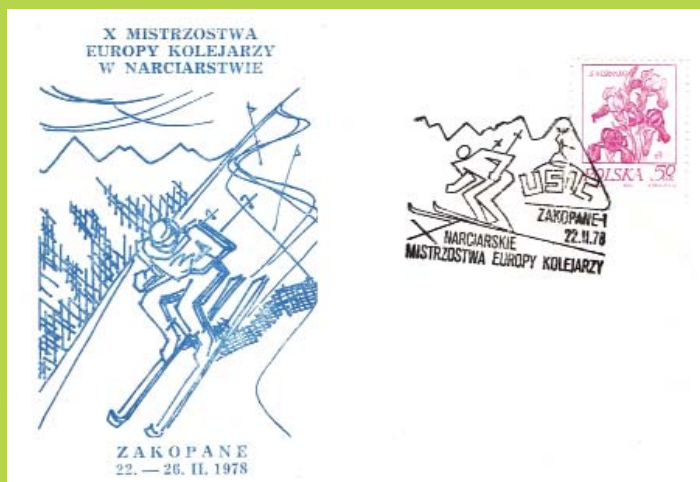 X MISTRZOSTWA
EUROPY KOLEJARZY
W NARCIARSTWIE
ZAKOPANE
22. — 26. II. 1978
POLSKA 50
USIC
ZAKOPANE-1
22.II.78
X NARCIARSKIE
MISTRZOSTWA EUROPY KOLEJARZY